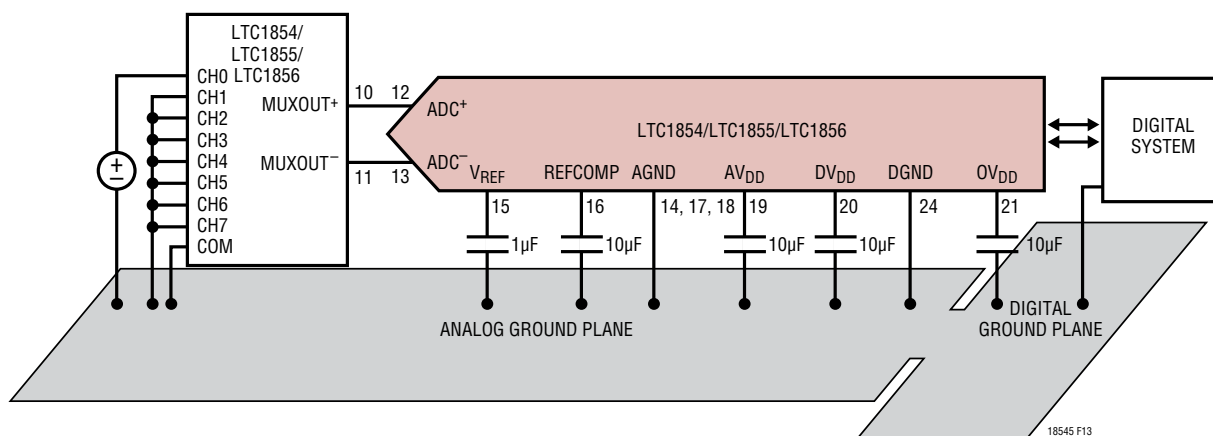 LTC1854/
LTC1855/
LTC1856
CH0
CH1
CH2
CH3
CH4
CH5
CH6
CH7
COM
MUXOUT+
MUXOUT−
10
12
11
13
+
−
ADC+
ADC−
LTC1854/LTC1855/LTC1856
VREF
REFCOMP
AGND
AVDD
DVDD
DGND
OVDD
15
16
14, 17, 18
19
20
24
21
1µF
10µF
10µF
10µF
10µF
DIGITAL
SYSTEM
ANALOG GROUND PLANE
DIGITAL
GROUND PLANE
18545 F13